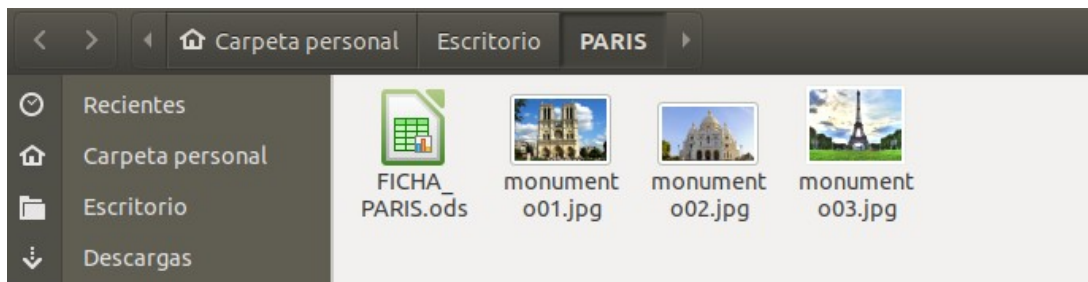 Carpeta personal Escritorio PARIS
Recientes
Carpeta personal
Escritorio
Descargas
FICHA_
PARIS.ods
monument
o01.jpg
monument
o02.jpg
monument
o03.jpg